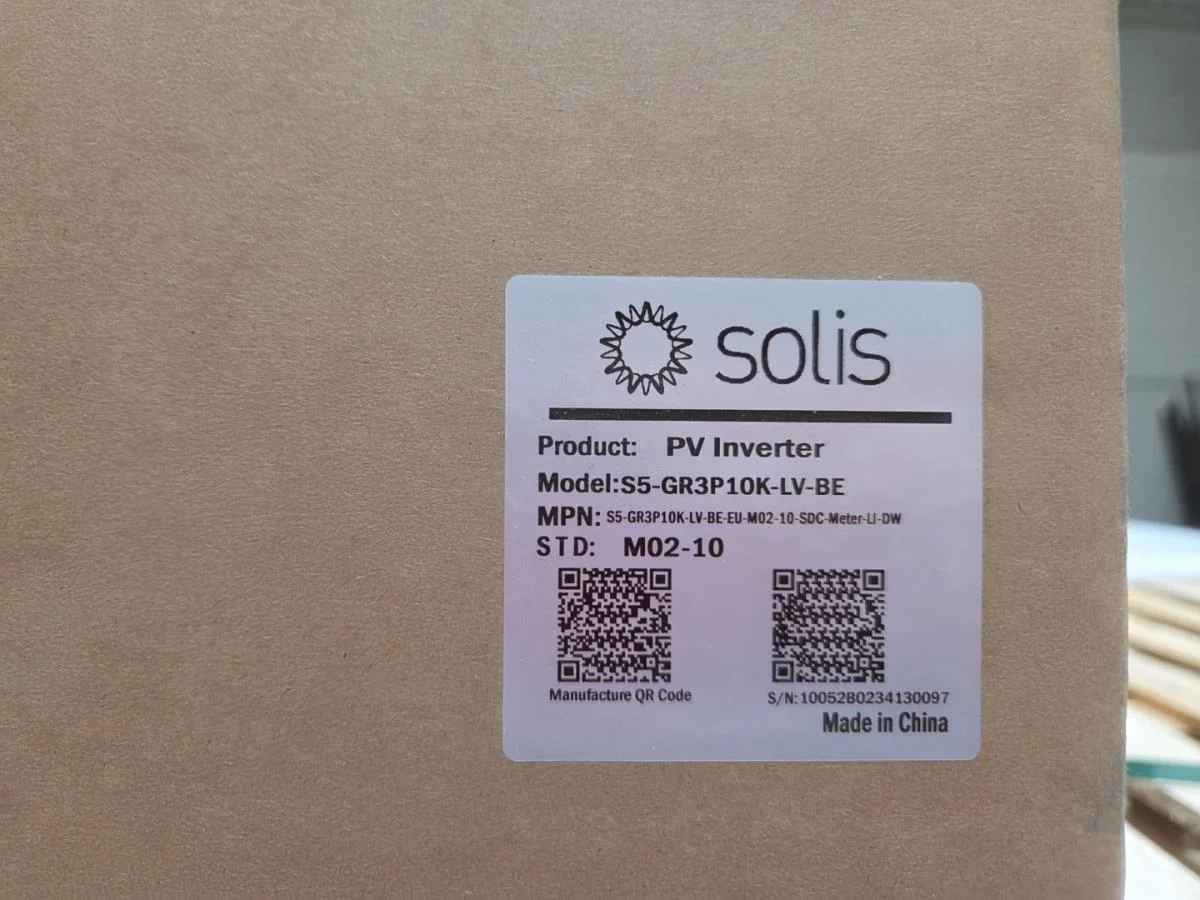 solis
Product: PV Inverter
Model:S5-GR3P10K-LV-BE
MPN: S5-GR3P10K-LV-BE-EU-M02-10-SDC-Meter-LI-DW
STD: M02-10
Manufacture QR Code
S/N: 10052B0234130097
Made in China